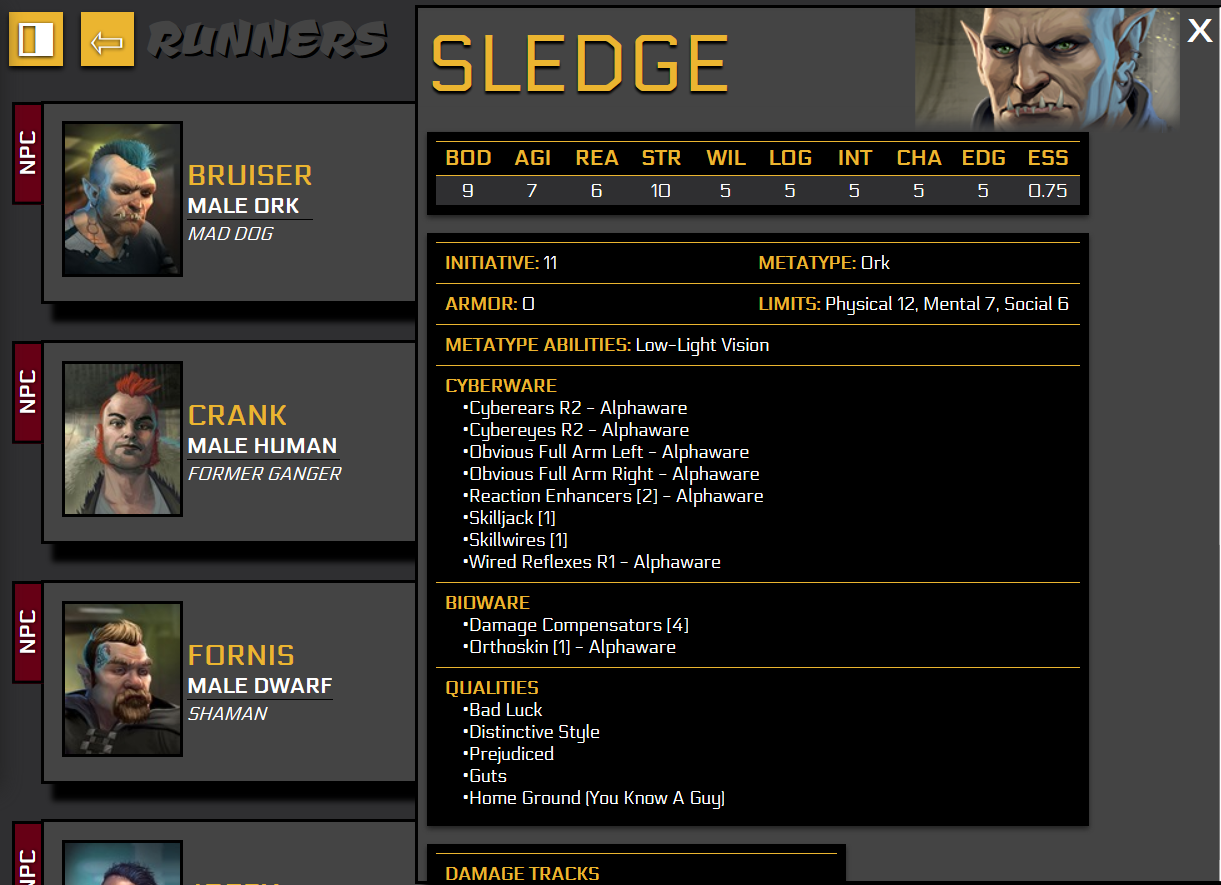 RUNNERS
NPC
BRUISER
MALE ORK
MAD DOG
NPC
CRANK
MALE HUMAN
FORMER GANGER
NPC
FORNIS
MALE DWARF
SHAMAN
NPC
SLEDGE
X
BOD AGI REA STR WIL LOG INT CHA EDG ESS
9 7 6 10 5 5 5 5 5 0.75
INITIATIVE: 11 METATYPE: Ork
ARMOR: 0 LIMITS: Physical 12, Mental 7, Social 6
METATYPE ABILITIES: Low-Light Vision
CYBERWARE
•Cyberears R2 - Alphaware
•Cybereyes R2 - Alphaware
•Obvious Full Arm Left - Alphaware
•Obvious Full Arm Right - Alphaware
•Reaction Enhancers [2] - Alphaware
•Skilljack [1]
•Skillwires [1]
•Wired Reflexes R1 - Alphaware
BIOWARE
•Damage Compensators [4]
•Orthoskin [1] - Alphaware
QUALITIES
•Bad Luck
•Distinctive Style
•Prejudiced
•Guts
•Home Ground (You Know A Guy)
DAMAGE TRACKS